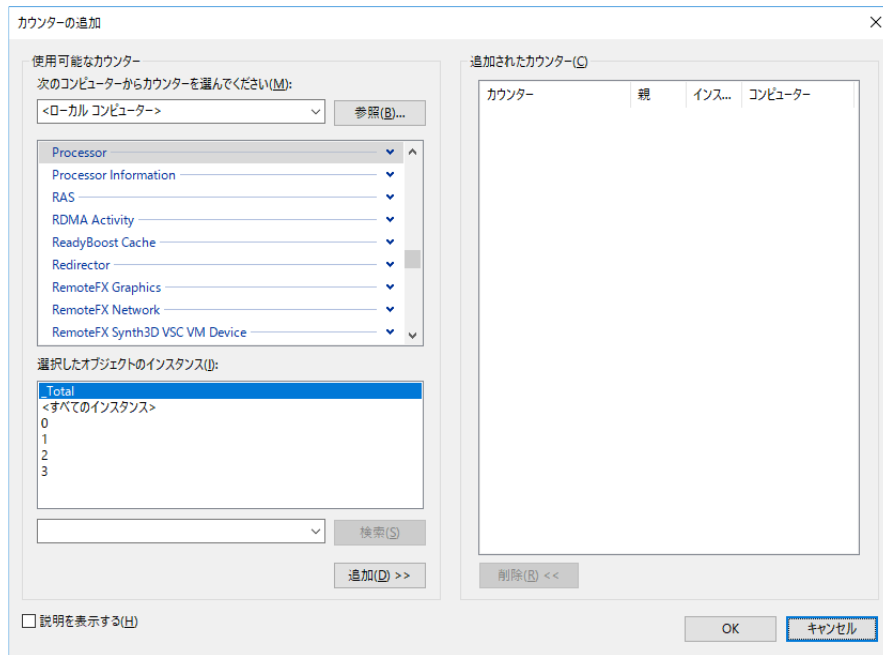 カウンターの追加
使用可能なカウンター
次のコンピューターからカウンターを選んでください(M):
<ローカル コンピューター>
参照(B)...
Processor
Processor Information
RAS
RDMA Activity
ReadyBoost Cache
Redirector
RemoteFX Graphics
RemoteFX Network
RemoteFX Synth3D VSC VM Device
選択したオブジェクトのインスタンス(I):
_Total
<すべてのインスタンス>
0
1
2
3
検索(S)
追加(D) >>
説明を表示する(H)
追加されたカウンター(C)
カウンター 親 インス... コンピューター
削除(R) <<
OK
キャンセル